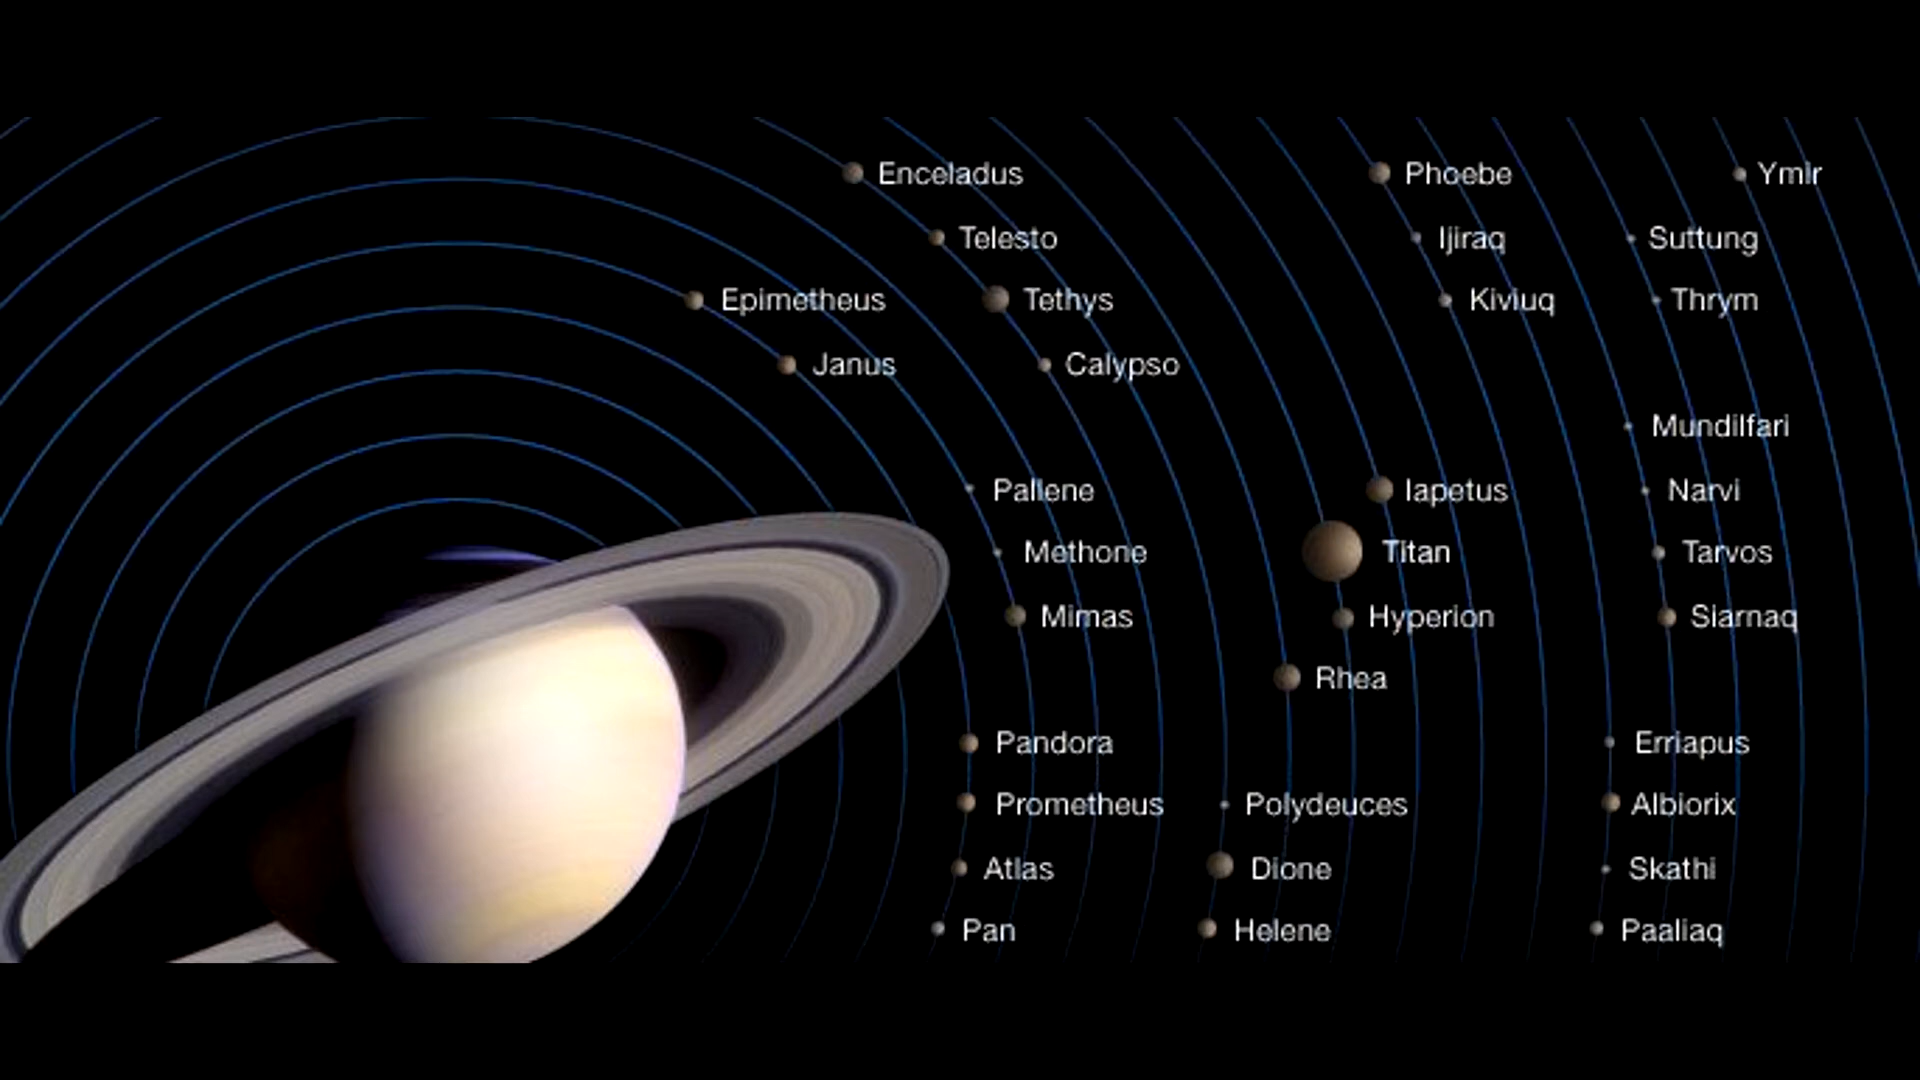 Enceladus
Phoebe
Ymir
Telesto
Ijiraq
Suttung
Epimetheus
Tethys
Kiviuq
Thrym
Janus
Calypso
Mundilfari
Pallene
Iapetus
Narvi
Methone
Titan
Tarvos
Mimas
Hyperion
Siarnaq
Rhea
Pandora
Erriapus
Prometheus
Polydeuces
Albiorix
Atlas
Dione
Skathi
Pan
Helene
Paaliaq